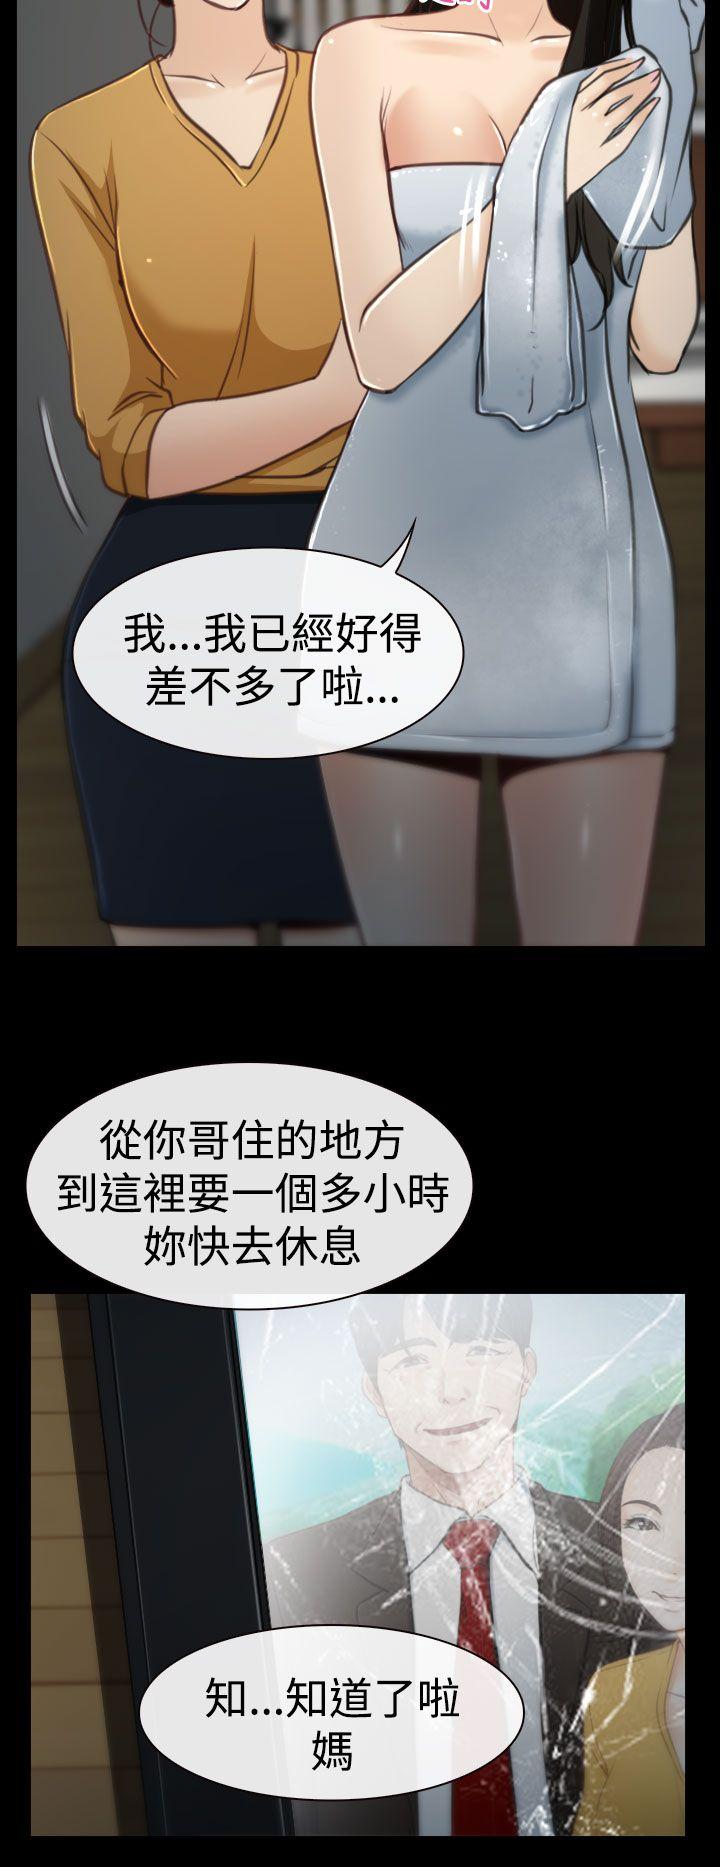 我...我已經好得
差不多了啦...
從你哥住的地方
到這裡要一個多小時
妳快去休息
知...知道了啦
媽